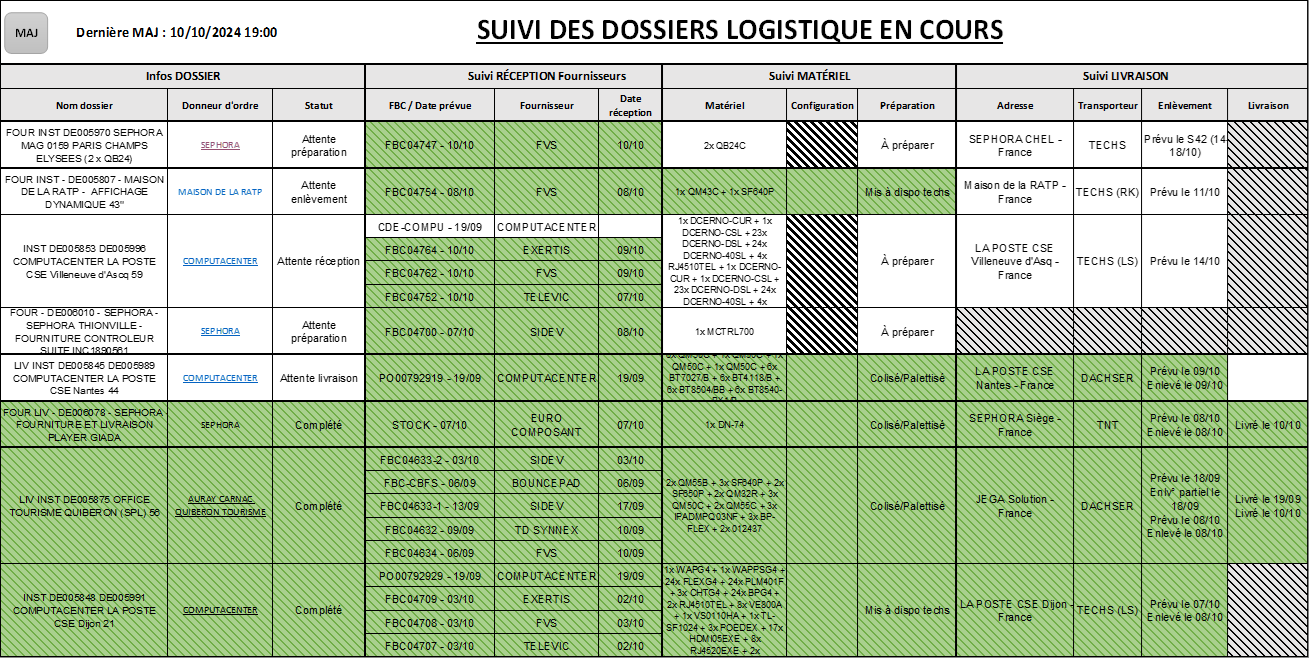 MAJ
Dernière MAJ : 10/10/2024 19:00
SUIVI DES DOSSIERS LOGISTIQUE EN COURS
Infos DOSSIER
Suivi RÉCEPTION Fournisseurs
Suivi MATÉRIEL
Suivi LIVRAISON
Nom dossier
Donneur d'ordre
Statut
FBC / Date prévue
Fournisseur
Date
réception
Matériel
Configuration
Préparation
Adresse
Transporteur
Enlèvement
Livraison
FOUR INST DE005970 SEPHORA
MAG 0159 PARIS CHAMPS
ELYSEES (2 x QB24)
SEPHORA
Attente
préparation
FBC04747 - 10/10
FVS
10/10
2x QB24C
À préparer
SEPHORA CHEL -
France
TECHS
Prévu le S42 (14-
18/10)
FOUR INST - DE005807 - MAISON
DE LA RATP - AFFICHAGE
DYNAMIQUE 43"
MAISON DE LA RATP
Attente
enlèvement
FBC04754 - 08/10
FVS
08/10
1x QM43C + 1x SF640P
Mis à dispo techs
Maison de la RATP -
France
TECHS (RK)
Prévu le 11/10
INST DE005853 DE005996
COMPUTACENTER LA POSTE
CSE Villeneuve d'Ascq 59
COMPUTACENTER
Attente réception
CDE-COMPU - 19/09
COMPUTACENTER
FBC04764 - 10/10
EXERTIS
09/10
FBC04762 - 10/10
FVS
09/10
FBC04752 - 10/10
TELEVIC
07/10
1x DCERNO-CUR + 1x
DCERNO-CSL + 23x
DCERNO-DSL + 24x
DCERNO-40SL + 4x
RJ4510TEL + 1x DCERNO-
CUR + 1x DCERNO-CSL +
23x DCERNO-DSL + 24x
DCERNO-40SL + 4x
À préparer
LA POSTE CSE
Villeneuve d'Asq -
France
TECHS (LS)
Prévu le 14/10
FOUR - DE006010 - SEPHORA -
SEPHORA THIONVILLE -
FOURNITURE CONTROLEUR
SUITE INC1890561
SEPHORA
Attente
préparation
FBC04700 - 07/10
SIDEV
08/10
1x MCTRL700
À préparer
LIV INST DE005845 DE005989
COMPUTACENTER LA POSTE
CSE Nantes 44
COMPUTACENTER
Attente livraison
PO00792919 - 19/09
COMPUTACENTER
19/09
QM50C + 1x QM50C + 6x
BT7027/B + 6x BT4118/B +
6x BT8504/BB + 6x BT8540-
Colisé/Palettisé
LA POSTE CSE
Nantes - France
DACHSER
Prévu le 09/10
Enlevé le 09/10
FOUR LIV - DE006078 - SEPHORA
FOURNITURE ET LIVRAISON
PLAYER GIADA
SEPHORA
Complété
STOCK - 07/10
EURO
COMPOSANT
07/10
1x DN-74
Colisé/Palettisé
SEPHORA Siège -
France
TNT
Prévu le 08/10
Enlevé le 08/10
Livré le 10/10
LIV INST DE005875 OFFICE
TOURISME QUIBERON (SPL) 56
AURAY CARNAC
QUIBERON TOURISME
Complété
FBC04633-2 - 03/10
SIDEV
03/10
FBC-CBFS - 06/09
BOUNCEPAD
06/09
FBC04633-1 - 13/09
SIDEV
17/09
FBC04632 - 09/09
TD SYNNEX
10/09
FBC04634 - 06/09
FVS
10/09
2x QM55B + 3x SF640P + 2x
SF650P + 2x QM32R + 3x
QM50C + 2x QM55C + 3x
IPADMPQ03NF + 3x BP-
FLEX + 2x 012437
Colisé/Palettisé
JEGA Solution -
France
DACHSER
Prévu le 18/09
Enlv° partiel le
18/09
Prévu le 08/10
Enlevé le 08/10
Livré le 19/09
Livré le 10/10
INST DE005848 DE005991
COMPUTACENTER LA POSTE
CSE Dijon 21
COMPUTACENTER
Complété
PO00792929 - 19/09
COMPUTACENTER
19/09
FBC04709 - 03/10
EXERTIS
02/10
FBC04708 - 03/10
FVS
03/10
FBC04707 - 03/10
TELEVIC
02/10
1x WAPG4 + 1x WAPPSG4 +
24x FLEXG4 + 24x PLM401F
+ 3x CHTG4 + 24x BPG4 +
2x RJ4510TEL + 8x VE800A
+ 1x VS0110HA + 1x TL-
SF1024 + 3x POEDEX + 17x
HDMI05EXE + 8x
RJ4520EXE + 2x
Mis à dispo techs
LA POSTE CSE Dijon -
France
TECHS (LS)
Prévu le 07/10
Enlevé le 08/10